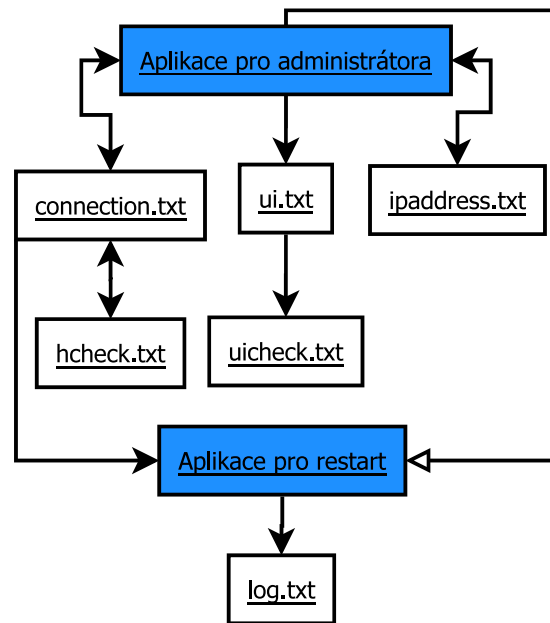 Aplikace pro administrátora
connection.txt
ui.txt
ipaddress.txt
hcheck.txt
uicheck.txt
Aplikace pro restart
log.txt